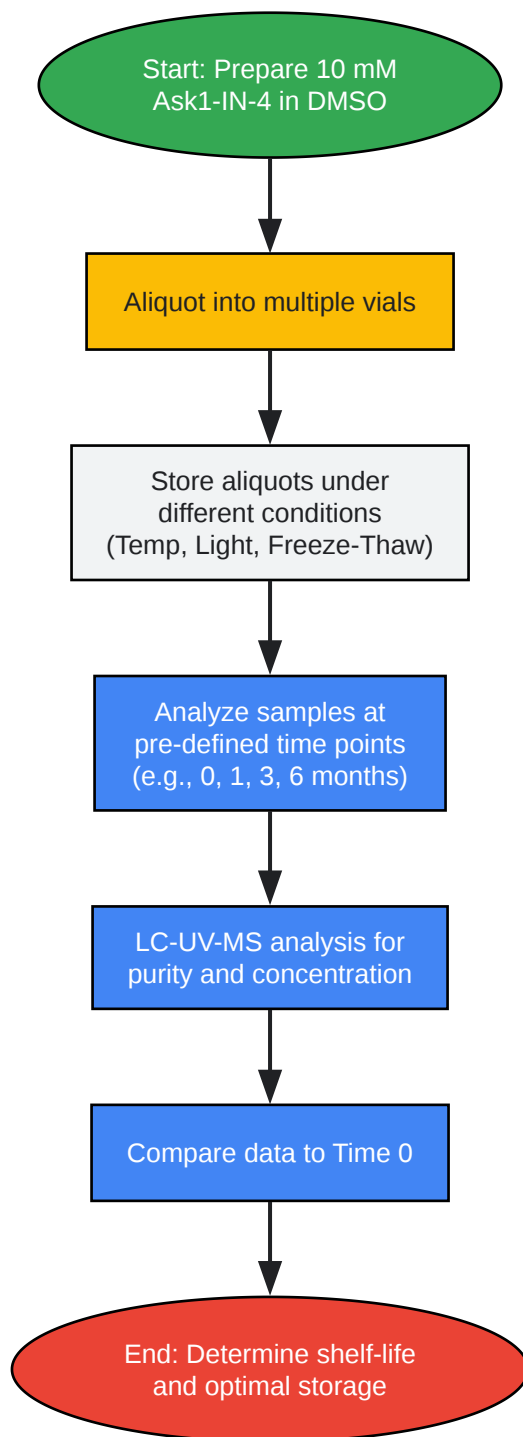 Start: Prepare 10 mM
Ask1-IN-4 in DMSO
Aliquot into multiple vials
Store aliquots under
different conditions
(Temp, Light, Freeze-Thaw)
Analyze samples at
pre-defined time points
(e.g., 0, 1, 3, 6 months)
LC-UV-MS analysis for
purity and concentration
Compare data to Time 0
End: Determine shelf-life
and optimal storage